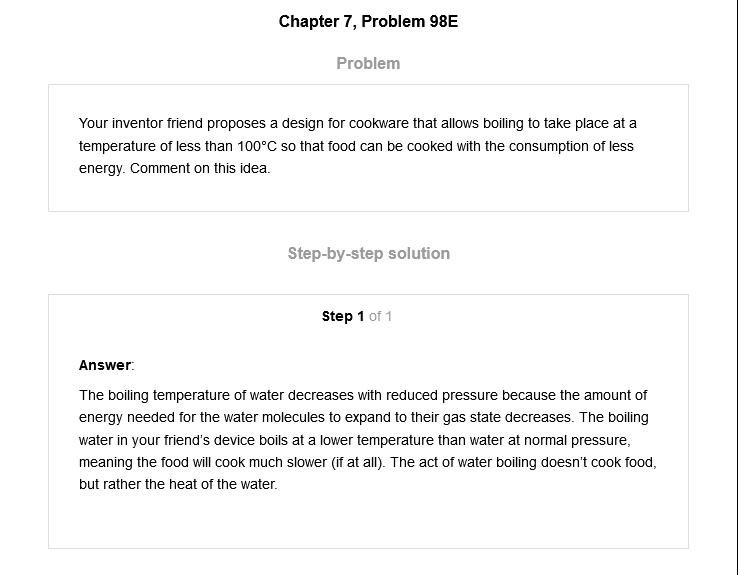 Chapter 7, Problem 98E
Problem
Your inventor friend proposes a design for cookware that allows boiling to take place at a
temperature of less than 100°C so that food can be cooked with the consumption of less
energy. Comment on this idea.
Step-by-step solution
Step 1 of 1
Answer:
The boiling temperature of water decreases with reduced pressure because the amount of
energy needed for the water molecules to expand to their gas state decreases. The boiling
water in your friend's device boils at a lower temperature than water at normal pressure,
meaning the food will cook much slower (if at all). The act of water boiling doesn't cook food,
but rather the heat of the water.